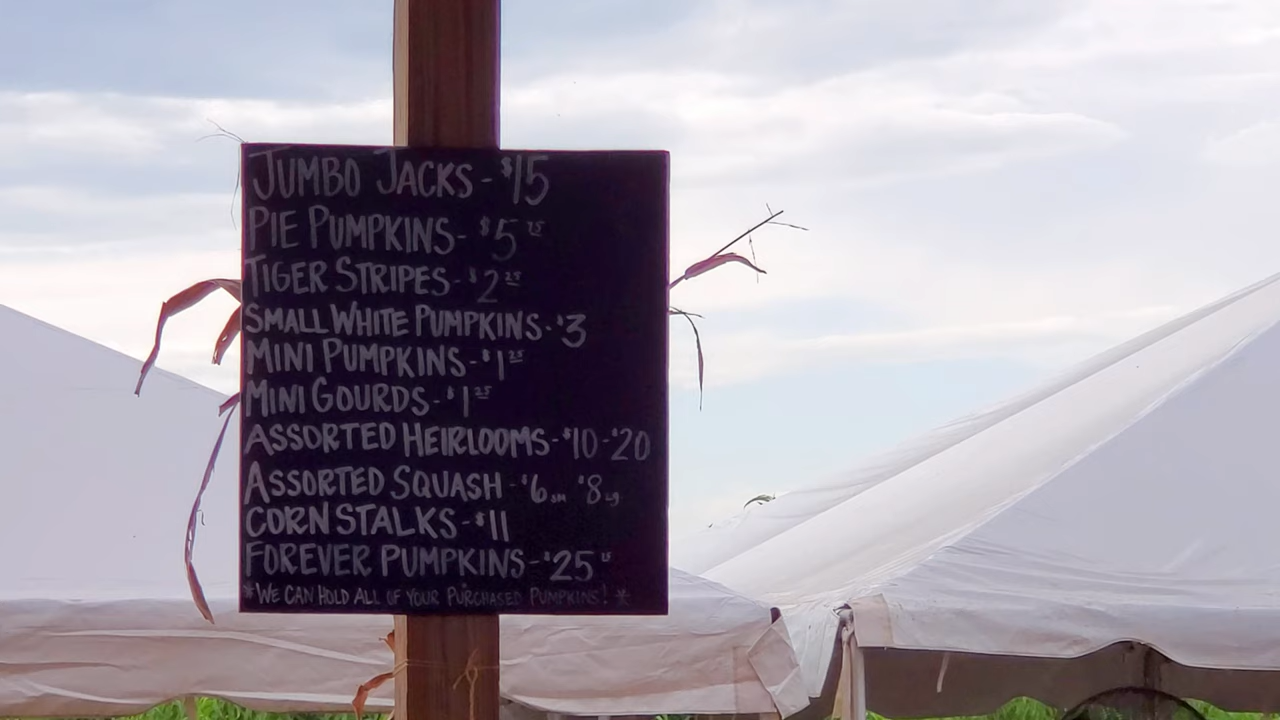 JUMBO JACKS - $15
PIE PUMPKINS - $5 75
TIGER STRIPES - $2 25
SMALL WHITE PUMPKINS - $3
MINI PUMPKINS - $1 25
MINI GOURDS - $1 25
ASSORTED HEIRLOOMS - $10 - $20
ASSORTED SQUASH - $6 SM $8 LG
CORN STALKS - $11
FOREVER PUMPKINS - $25
*WE CAN HOLD ALL OF YOUR PURCHASED PUMPKINS! *